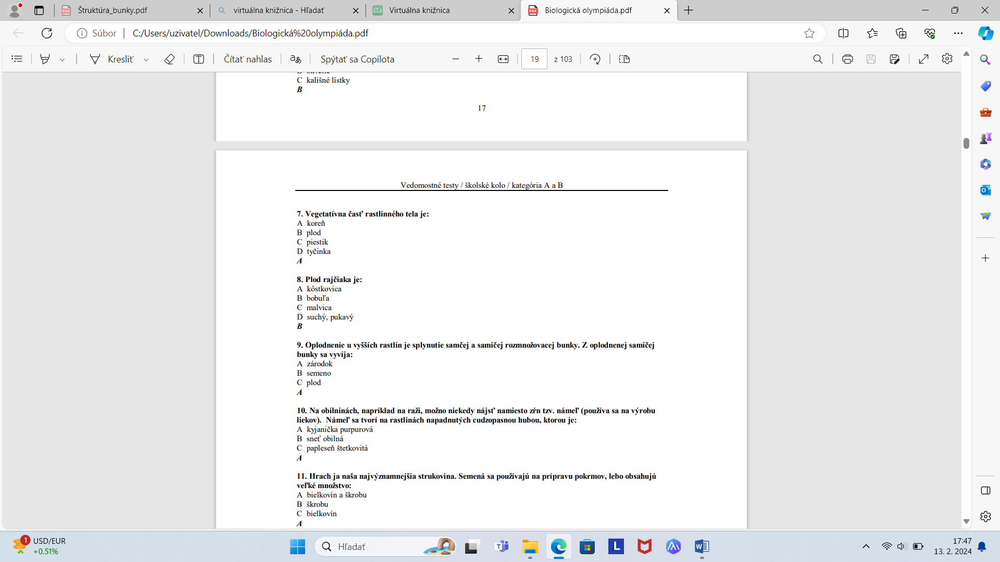 Štruktúra_bunky.pdf
virtuálna knižnica - Hľadať
Virtuálna knižnica
Biologická olympiáda.pdf
Súbor
C:/Users/uzivatel/Downloads/Biologická%20olympiáda.pdf
Kresliť
Čítať nahlas
aあ
Spýtať sa Copilota
19
z 103
C kališné lístky
B
17
Vedomostné testy / školské kolo / kategória A a B
7. Vegetatívna časť rastlinného tela je:
A koreň
B plod
C piestik
D tyčinka
A
8. Plod rajčiaka je:
A kôstkovica
B bobuľa
C malvica
D suchý, pukavý
B
9. Oplodnenie u vyšších rastlín je splynutie samčej a samičej rozmnožovacej bunky. Z oplodnenej samičej
bunky sa vyvíja:
A zárodok
B semeno
C plod
A
10. Na obilninách, napríklad na raži, možno niekedy nájsť namiesto zŕn tzv. námeľ (používa sa na výrobu
liekov). Námeľ sa tvorí na rastlinách napadnutých cudzopasnou hubou, ktorou je:
A kyjanička purpurová
B sneť obilná
C papleseň štetkovitá
A
11. Hrach ja naša najvýznamnejšia strukovina. Semená sa používajú na prípravu pokrmov, lebo obsahujú
veľké množstvo:
A bielkovín a škrobu
B škrobu
C bielkovín
A
1
USD/EUR
+0.51%
Hľadať
17:47
13. 2. 2024